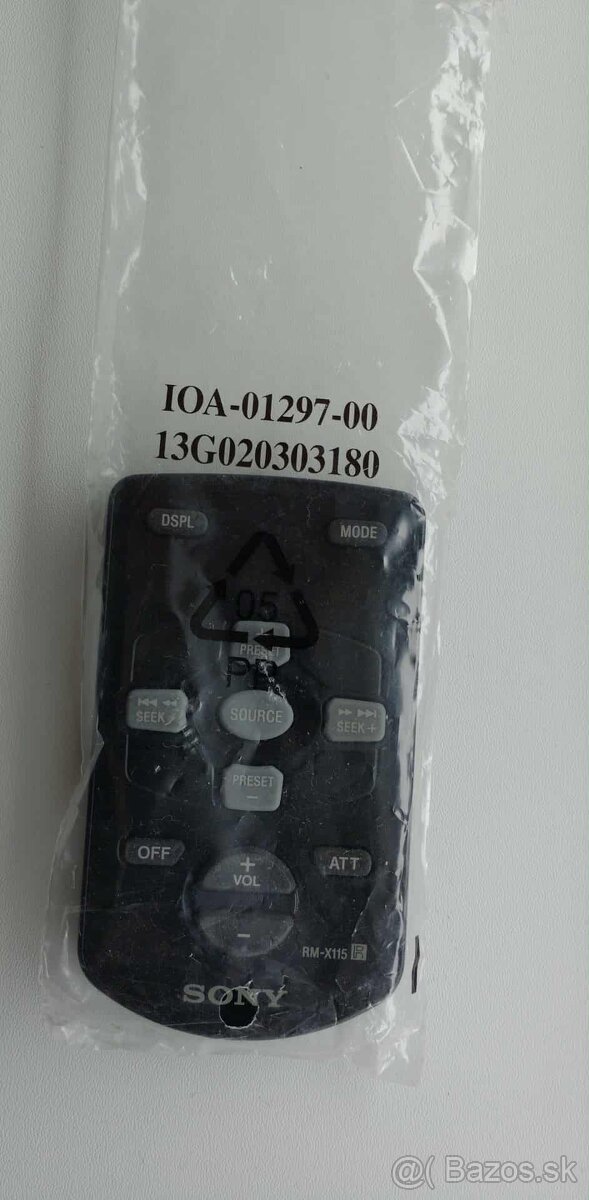 IOA-01297-00
13G020303180
DSPL
MODE
05
PRESET
PP
SEEK
SOURCE
SEEK+
PRESET
−
OFF
+
VOL
−
ATT
RM-X115
SONY
@( Bazos.sk